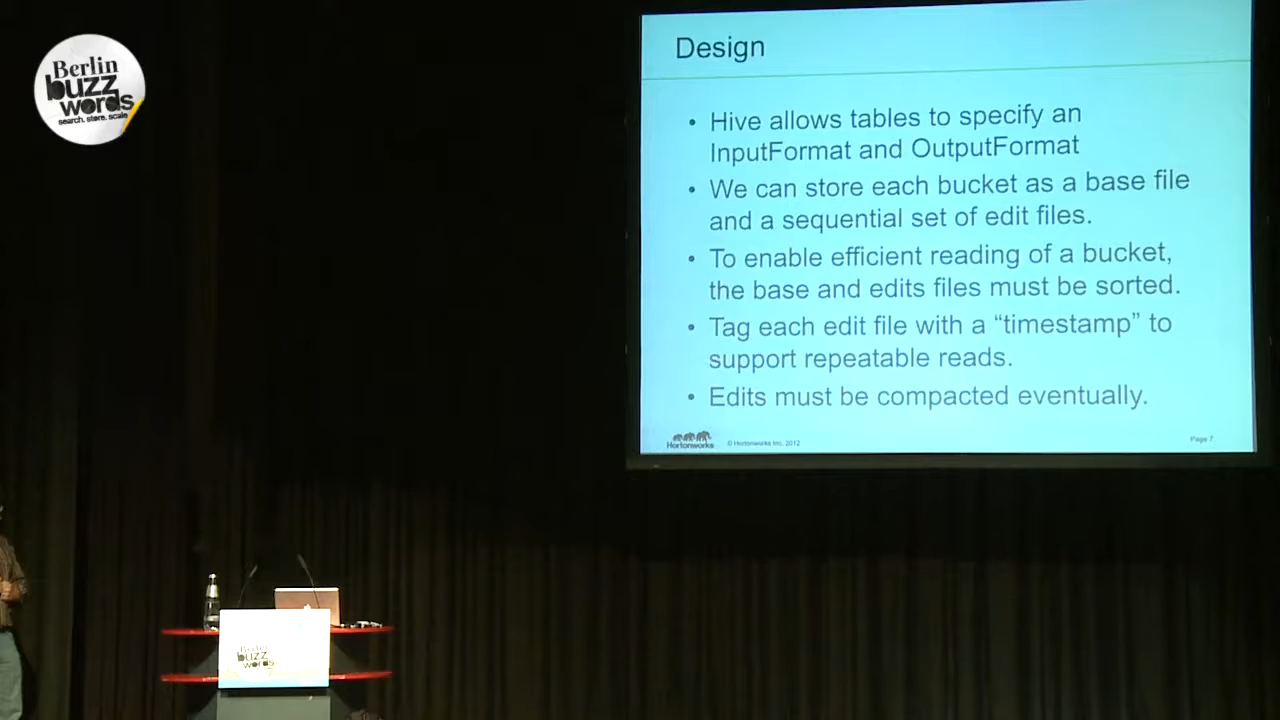 Berlin
buzz
words
search. store. scale
Design
• Hive allows tables to specify an
InputFormat and OutputFormat
• We can store each bucket as a base file
and a sequential set of edit files.
• To enable efficient reading of a bucket,
the base and edits files must be sorted.
• Tag each edit file with a “timestamp” to
support repeatable reads.
• Edits must be compacted eventually.
Hortonworks
© Hortonworks Inc. 2012
Page 7
Berlin
buzz
words